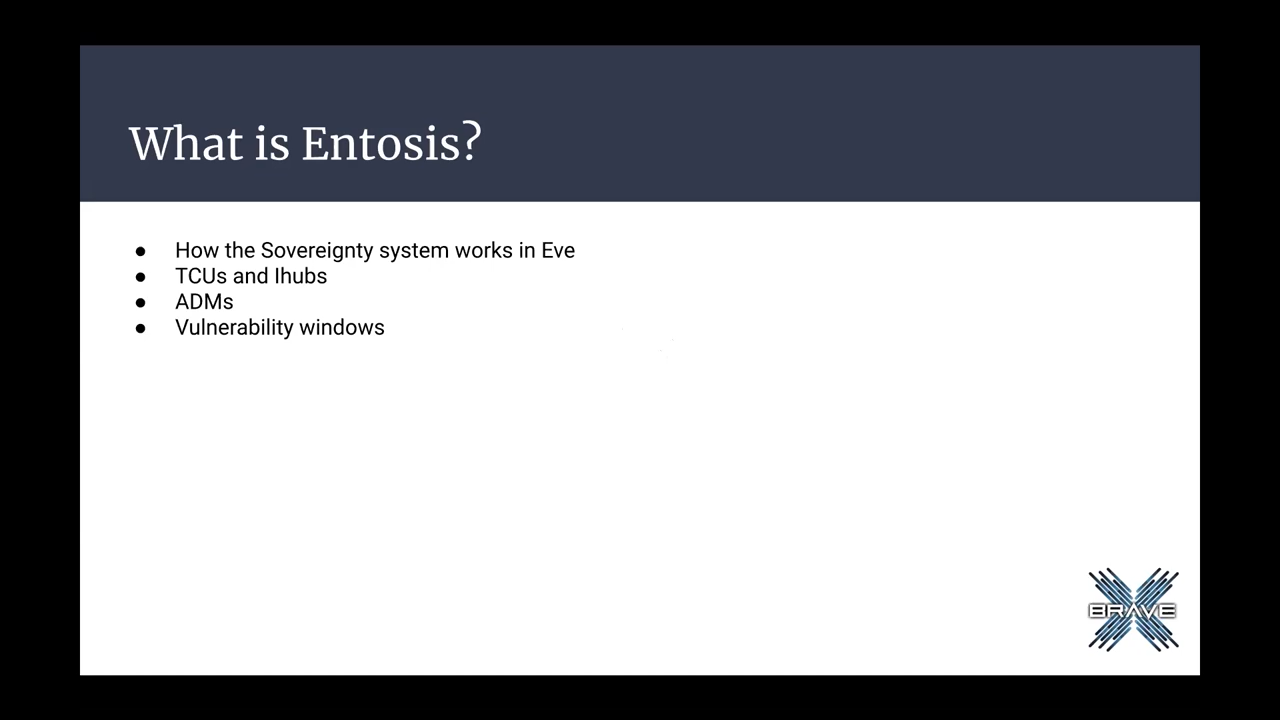 What is Entosis?
● How the Sovereignty system works in Eve
● TCUs and Ihubs
● ADMs
● Vulnerability windows
BRAVE